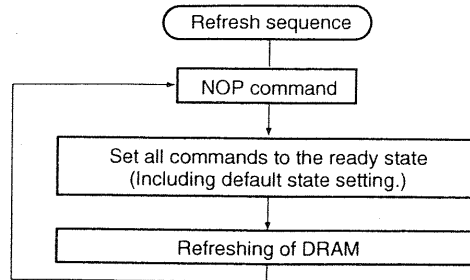 Refresh sequence
NOP command
Set all commands to the ready state
(Including default state setting.)
Refreshing of DRAM